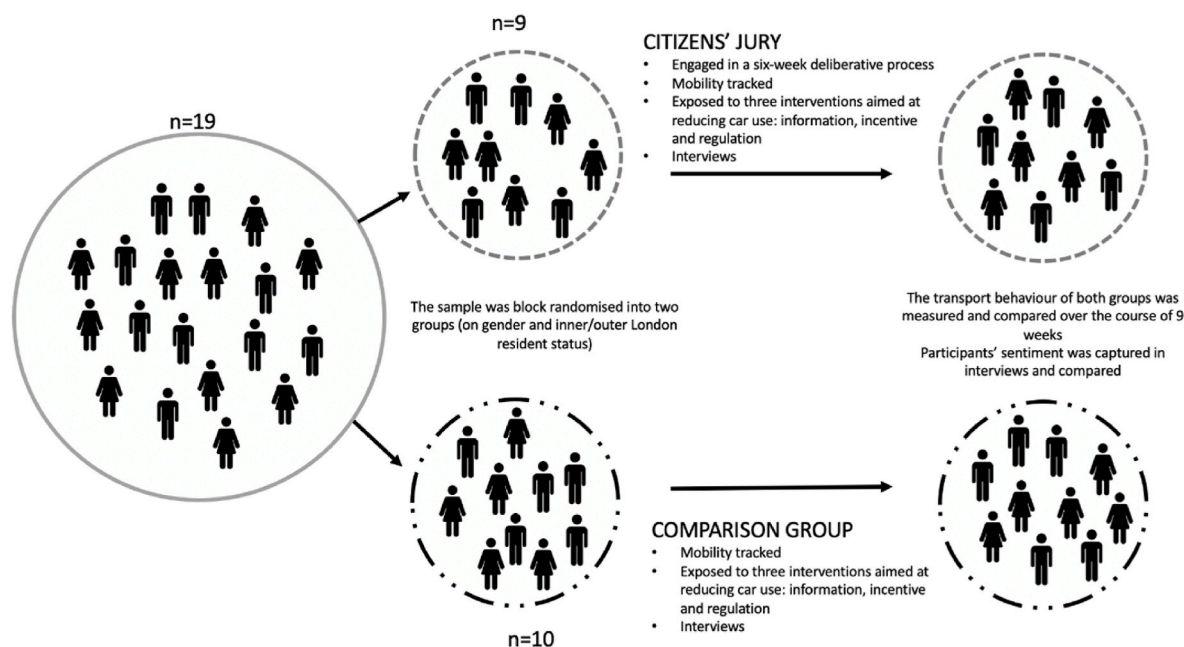 n=19
n=9
CITIZENS’ JURY
• Engaged in a six-week deliberative process
• Mobility tracked
• Exposed to three interventions aimed at
reducing car use: information, incentive
and regulation
• Interviews
The sample was block randomised into two
groups (on gender and inner/outer London
resident status)
The transport behaviour of both groups was
measured and compared over the course of 9
weeks
Participants’ sentiment was captured in
interviews and compared
COMPARISON GROUP
• Mobility tracked
• Exposed to three interventions aimed at
reducing car use: information, incentive
and regulation
• Interviews
n=10